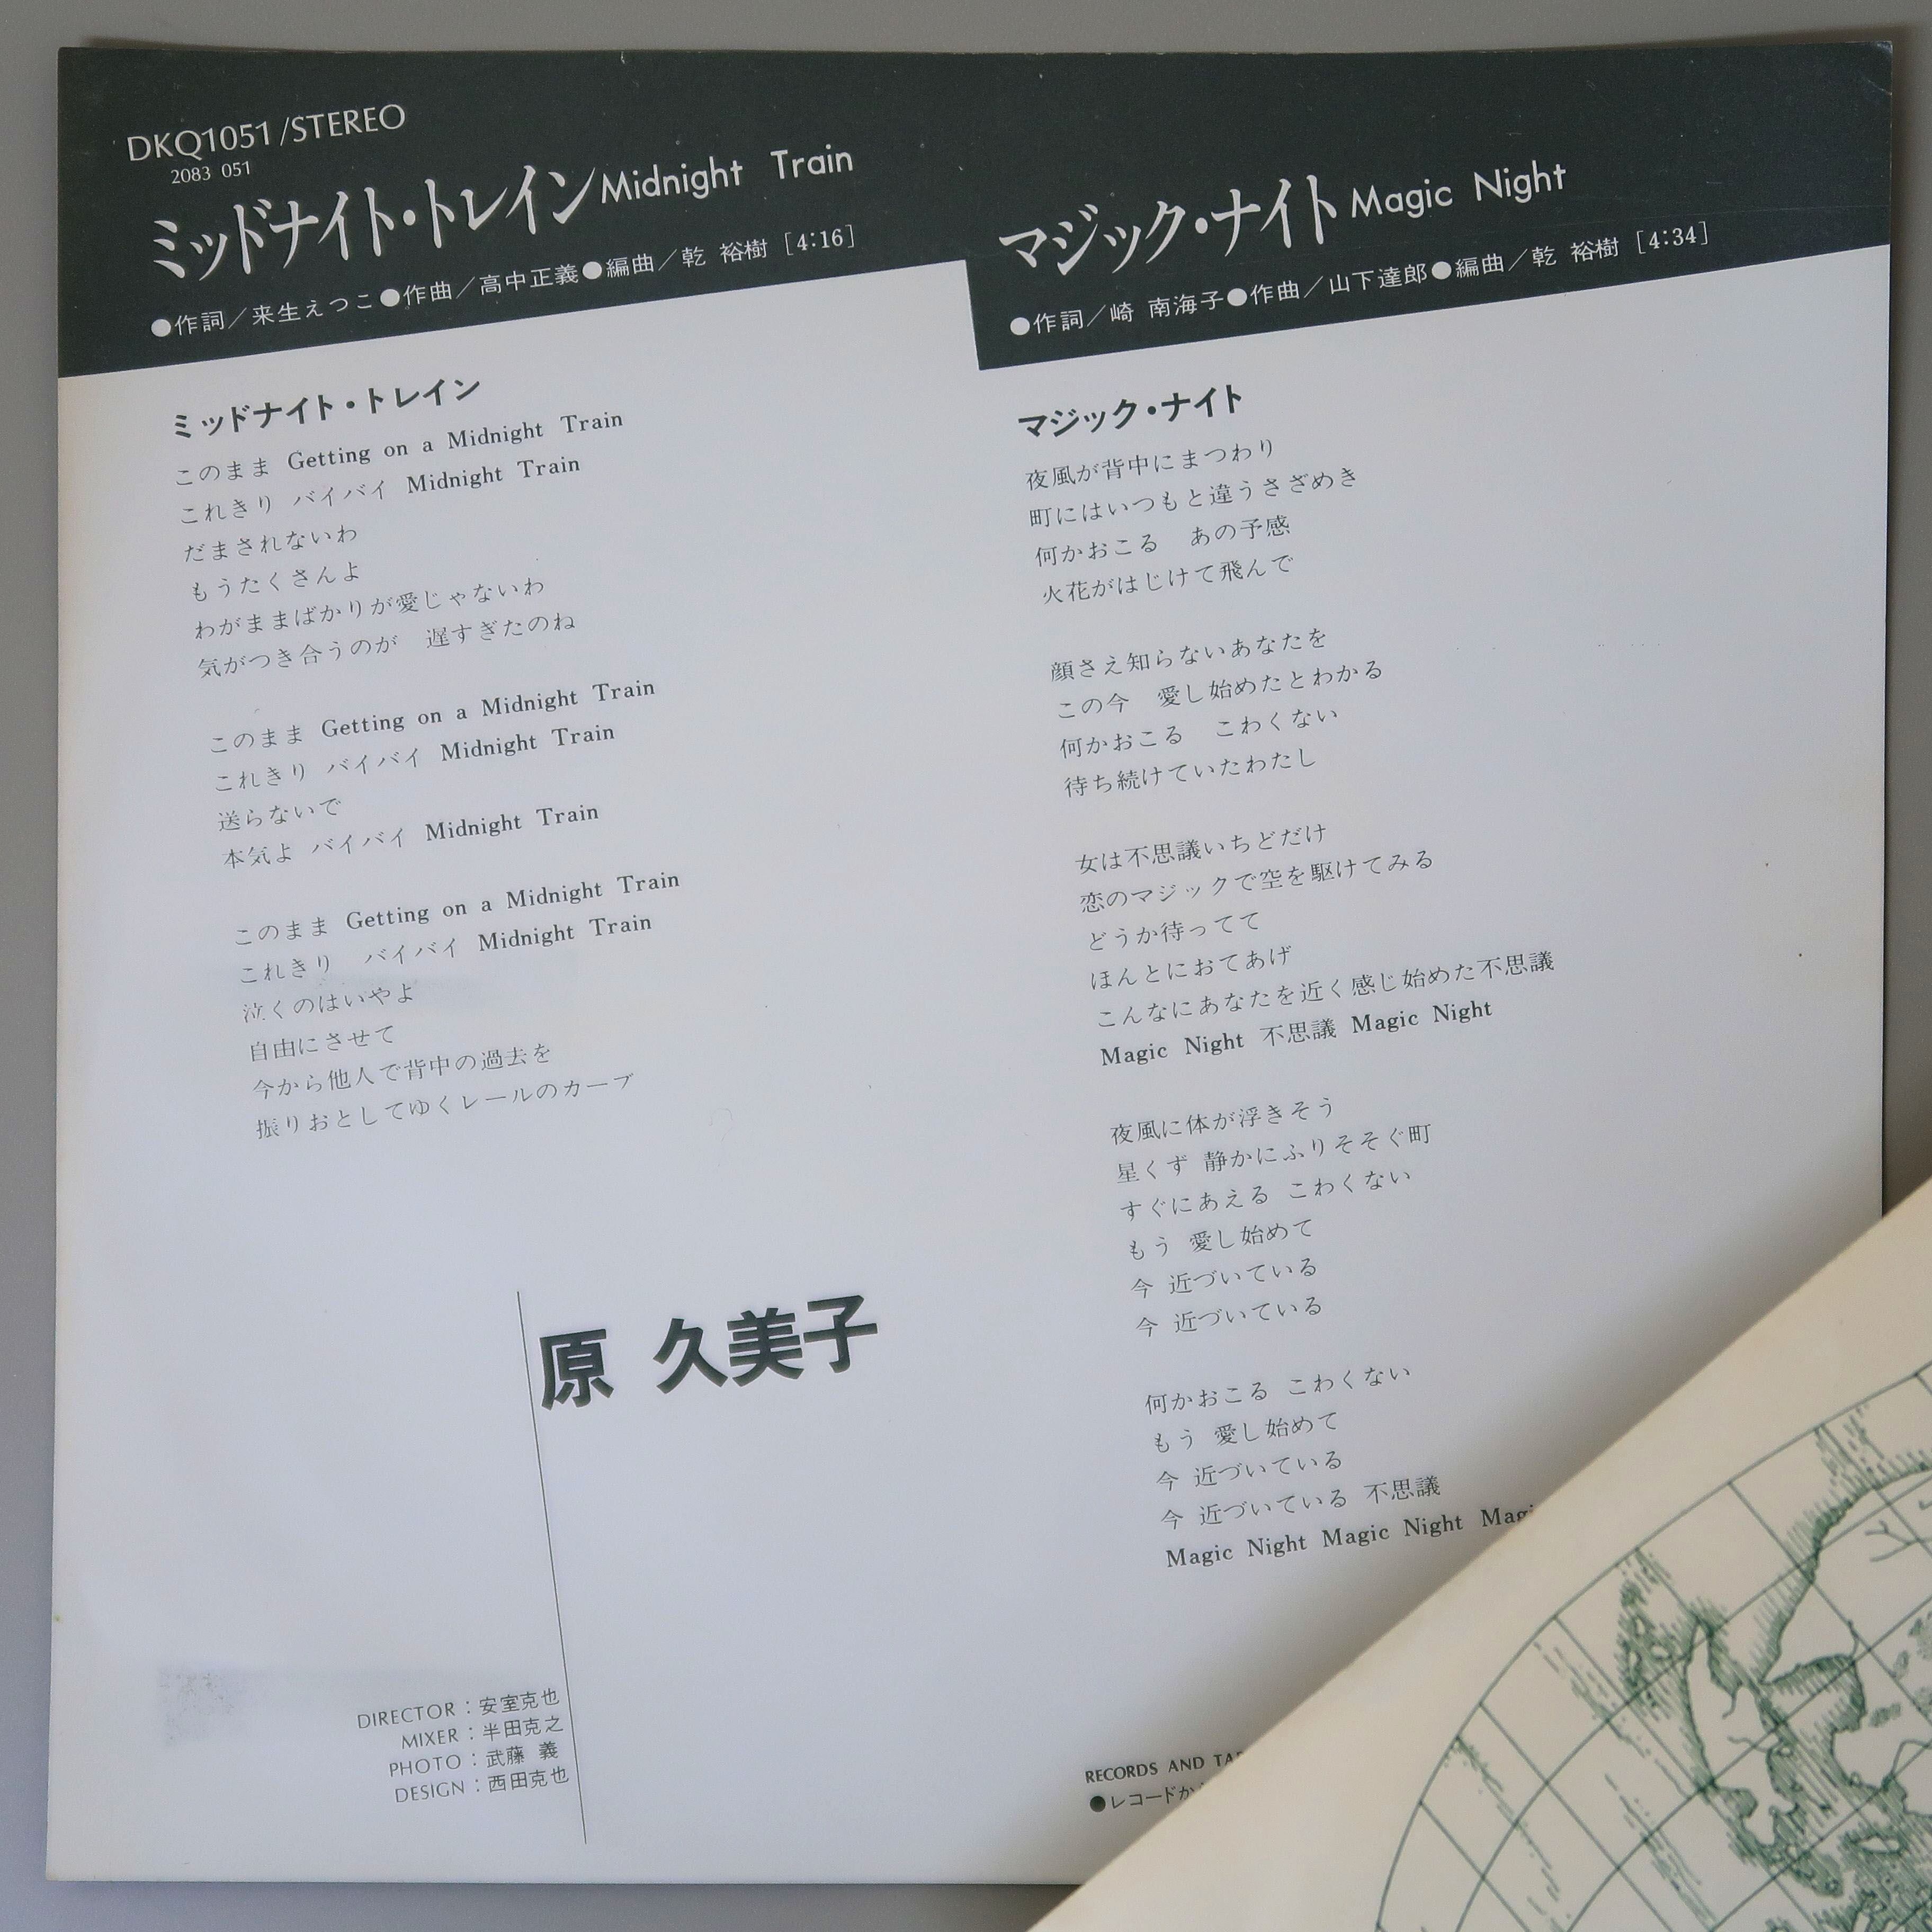 DKQ1051/STEREO
2083 051
ミッドナイト・トレイン Midnight Train
●作詞／来生えつこ●作曲／高中正義●編曲／乾 裕樹 [4:16]
ミッドナイト・トレイン
このまま Getting on a Midnight Train
これきり バイバイ Midnight Train
だまされないわ
もうたくさんよ
わがままばかりが愛じゃないわ
気がつき合うのが　遅すぎたのね
このまま Getting on a Midnight Train
これきり バイバイ Midnight Train
送らないで
本気よ バイバイ Midnight Train
このまま Getting on a Midnight Train
これきり　バイバイ Midnight Train
泣くのはいやよ
自由にさせて
今から他人で背中の過去を
振りおとしてゆくレールのカーブ
原 久美子
DIRECTOR：安室克也
MIXER：半田克之
PHOTO：武藤 義
DESIGN：西田克也
マジック・ナイト Magic Night
●作詞／崎 南海子●作曲／山下達郎●編曲／乾 裕樹 [4:34]
マジック・ナイト
夜風が背中にまつわり
町にはいつもと違うさざめき
何かおこる　あの予感
火花がはじけて飛んで
顔さえ知らないあなたを
この今　愛し始めたとわかる
何かおこる　こわくない
待ち続けていたわたし
女は不思議いちどだけ
恋のマジックで空を駆けてみる
どうか待ってて
ほんとにおてあげ
こんなにあなたを近く感じ始めた不思議
Magic Night 不思議 Magic Night
夜風に体が浮きそう
星くず 静かにふりそそぐ町
すぐにあえる こわくない
もう 愛し始めて
今 近づいている
今 近づいている
何かおこる こわくない
もう 愛し始めて
今 近づいている
今 近づいている 不思議
Magic Night Magic Night
RECORDS AND
●レコードか